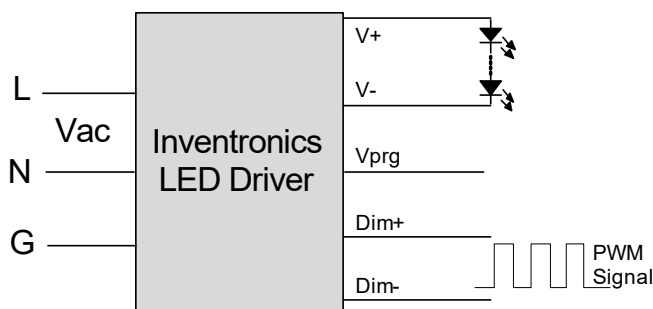 L
Vac
N
G
Inventronics
LED Driver
V+
V-
Vprg
Dim+
Dim-
PWM
Signal